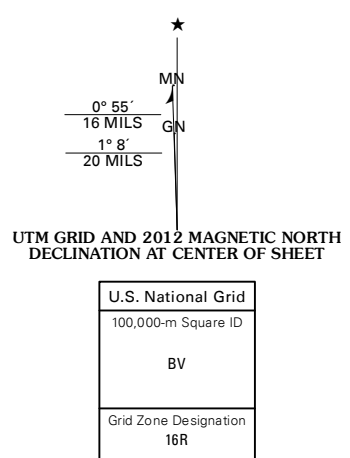 ★
MN
0° 55´
16 MILS
GN
1° 8´
20 MILS
UTM GRID AND 2012 MAGNETIC NORTH
DECLINATION AT CENTER OF SHEET
U.S. National Grid
100,000-m Square ID
BV
Grid Zone Designation
16R